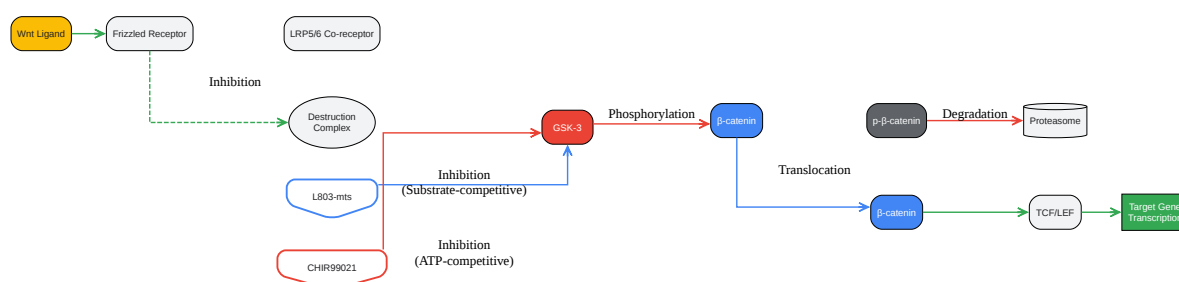 Wnt Ligand
Frizzled Receptor
LRP5/6 Co-receptor
Inhibition
Destruction
Complex
GSK-3
Phosphorylation
β-catenin
p-β-catenin
Degradation
Proteasome
Translocation
L803-mts
Inhibition
(Substrate-competitive)
β-catenin
TCF/LEF
Target Gene
Transcription
CHIR99021
Inhibition
(ATP-competitive)